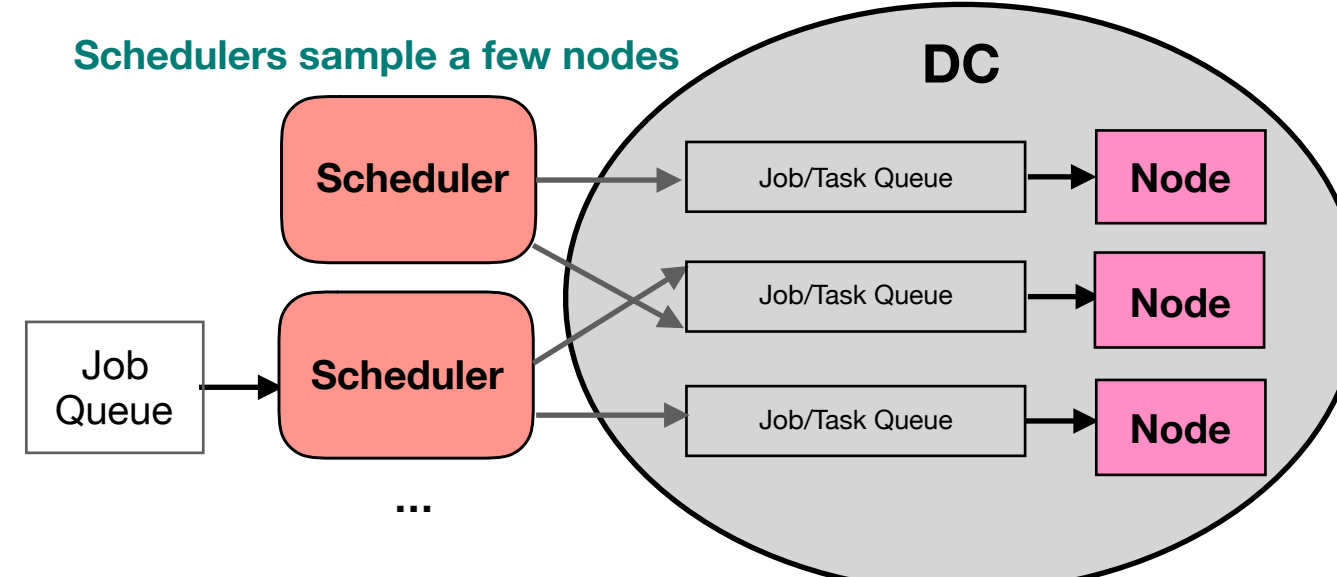 Schedulers sample a few nodes
DC
Scheduler
Job/Task Queue
Node
Job/Task Queue
Node
Job
Queue
Scheduler
Job/Task Queue
Node
...